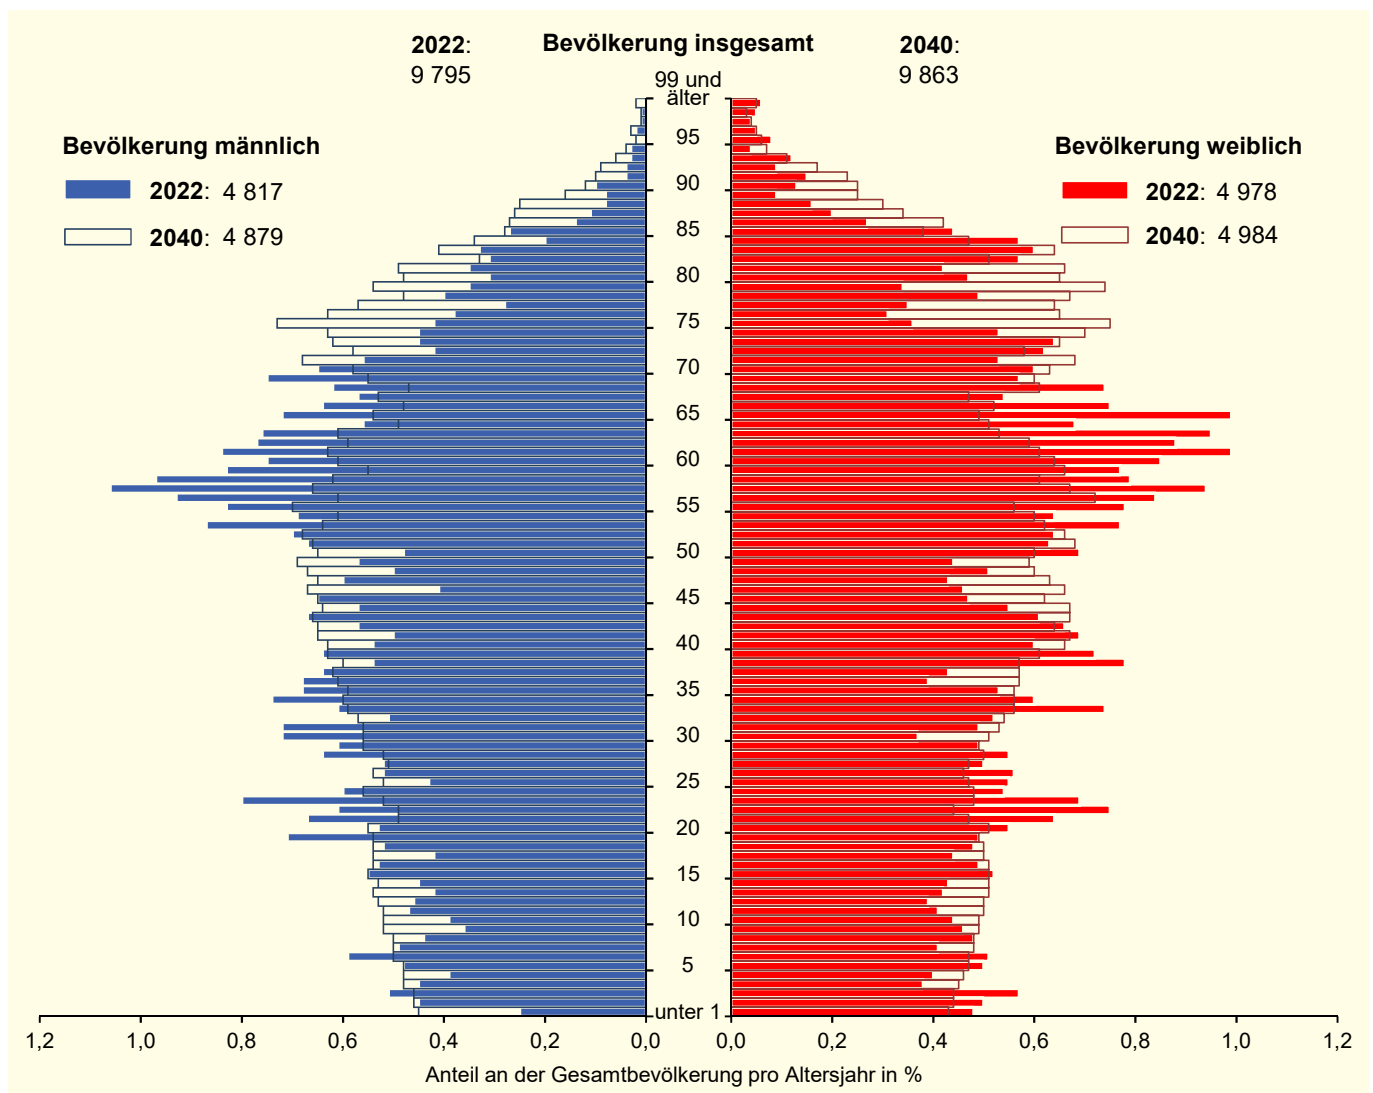 2022: Bevölkerung insgesamt 2040:
9 795 9 863
99 und
älter
Bevölkerung männlich
2022: 4 817
2040: 4 879
Bevölkerung weiblich
2022: 4 978
2040: 4 984
95
90
85
80
75
70
65
60
55
50
45
40
35
30
25
20
15
10
5
unter 1
1,2 1,0 0,8 0,6 0,4 0,2 0,0 0,0 0,2 0,4 0,6 0,8 1,0 1,2
Anteil an der Gesamtbevölkerung pro Altersjahr in %